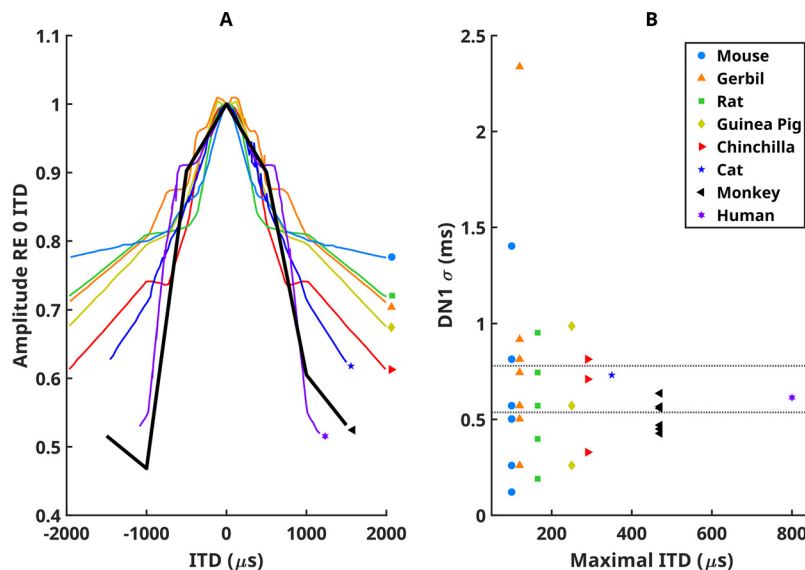 A
1.1
1
0.9
0.8
0.7
0.6
0.5
0.4
Amplitude RE 0 ITD
-2000
-1000
0
1000
2000
ITD (μs)
B
2.5
2
1.5
1
0.5
0
DN1 σ (ms)
200
400
600
800
Maximal ITD (μs)
Mouse
Gerbil
Rat
Guinea Pig
Chinchilla
Cat
Monkey
Human